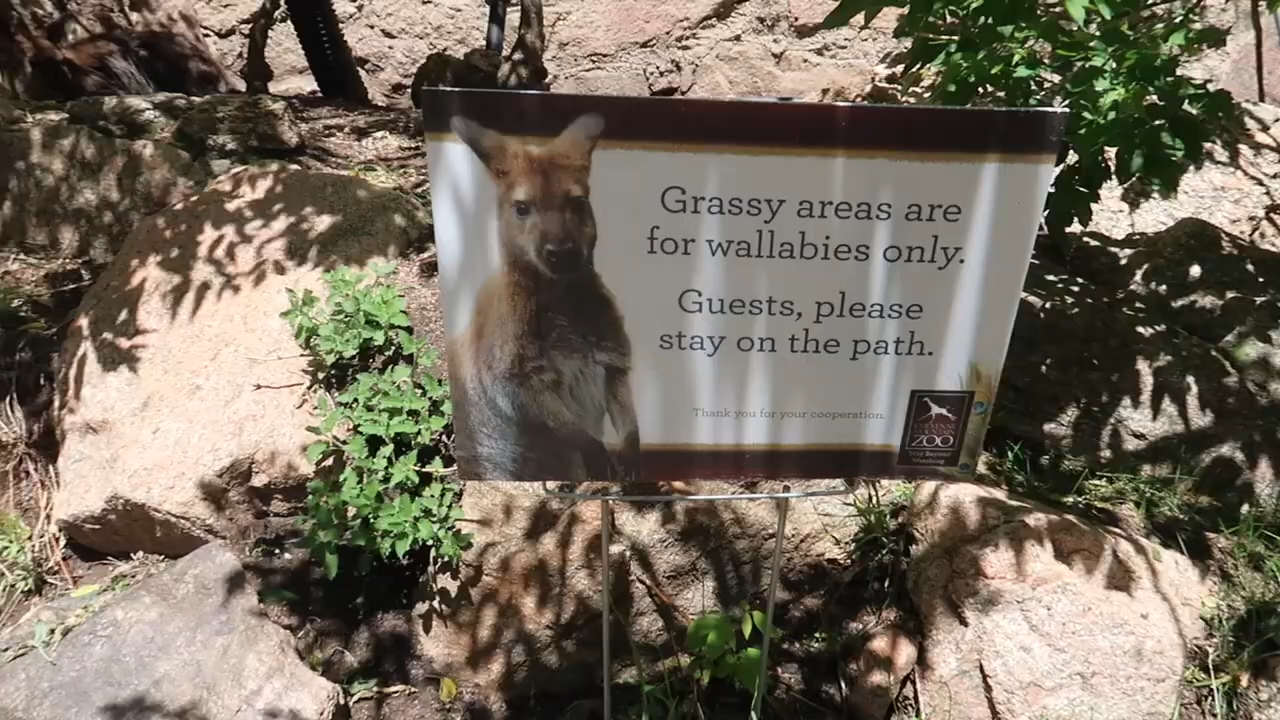 Grassy areas are
for wallabies only.
Guests, please
stay on the path.
Thank you for your cooperation.
CHEYENNE
MOUNTAIN
ZOO